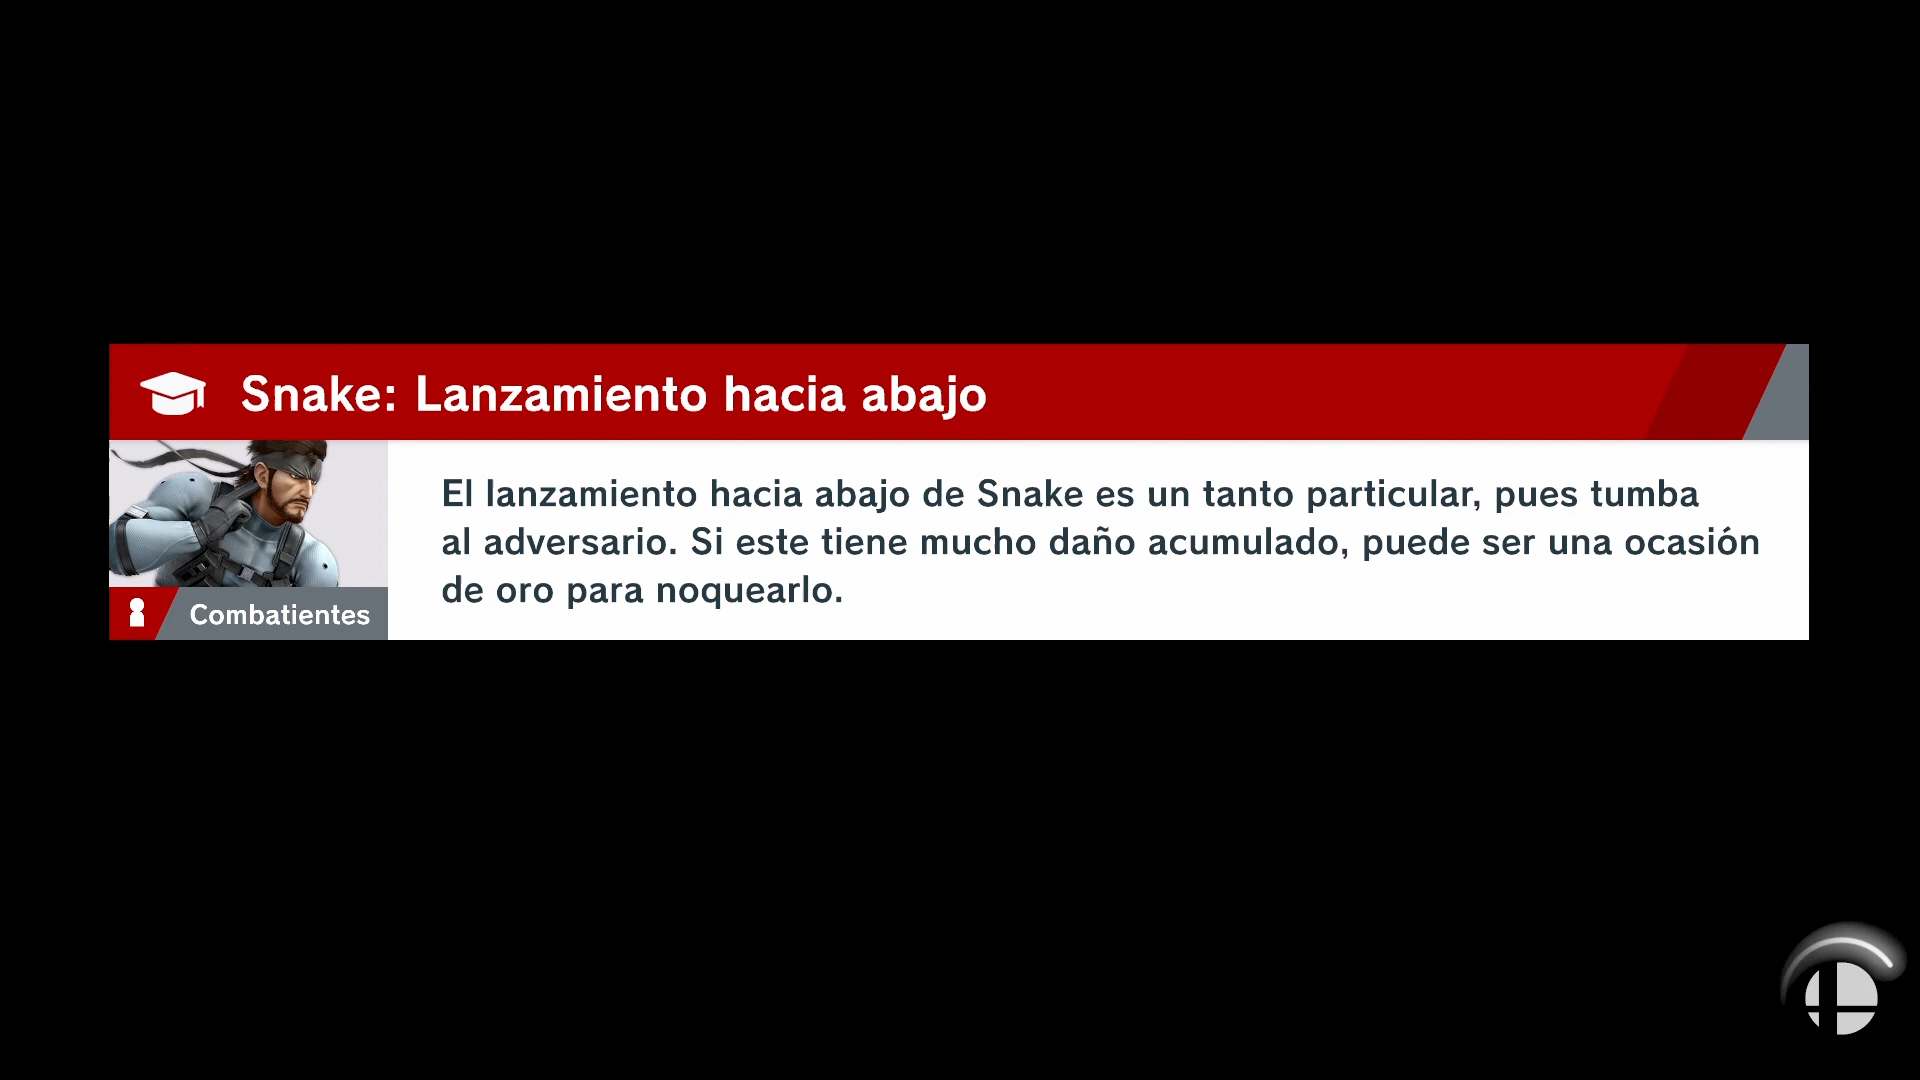 Snake: Lanzamiento hacia abajo
El lanzamiento hacia abajo de Snake es un tanto particular, pues tumba
al adversario. Si este tiene mucho daño acumulado, puede ser una ocasión
de oro para noquearlo.
Combatientes